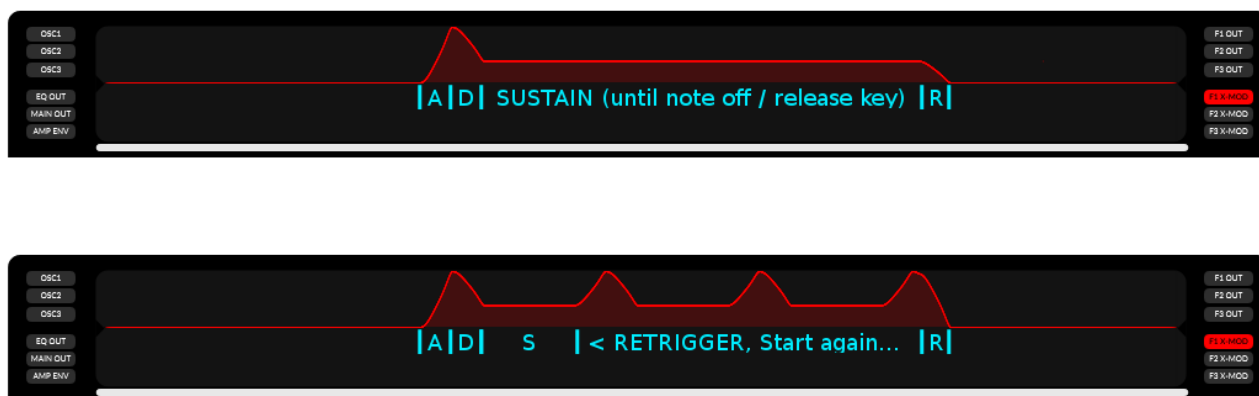 OSC1
OSC2
OSC3
EQ OUT
MAIN OUT
AMP ENV
A D SUSTAIN (until note off / release key) R
F1 OUT
F2 OUT
F3 OUT
F1 X-MOD
F2 X-MOD
F3 X-MOD
OSC1
OSC2
OSC3
EQ OUT
MAIN OUT
AMP ENV
A D S < RETRIGGER, Start again... R
F1 OUT
F2 OUT
F3 OUT
F1 X-MOD
F2 X-MOD
F3 X-MOD